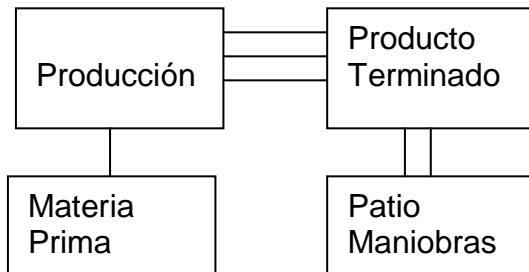 Producción
Producto
Terminado
Materia
Prima
Patio
Maniobras